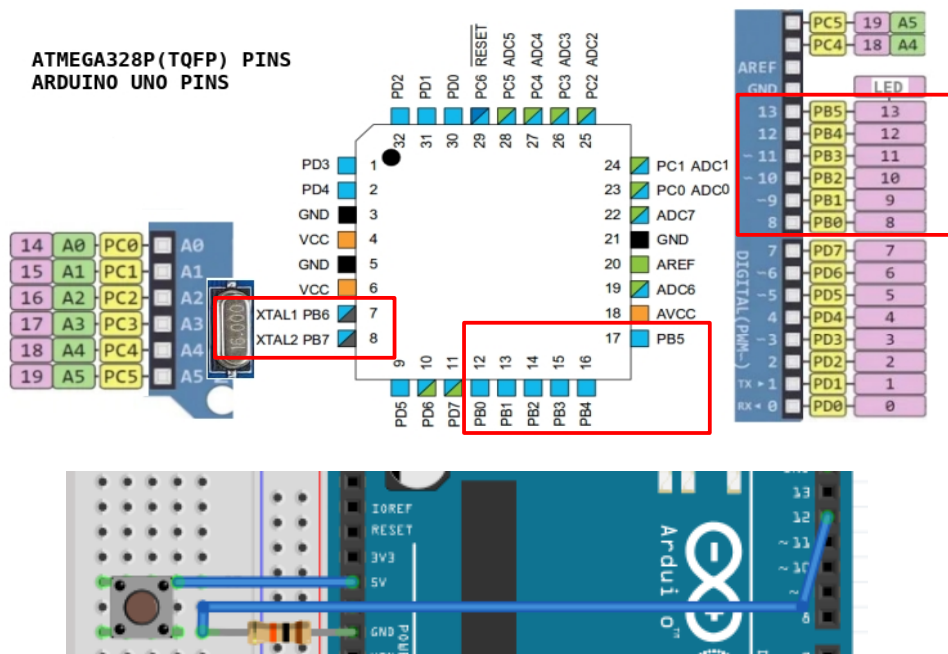 ATMEGA328P(TQFP) PINS
ARDUINO UNO PINS
PD2
PD1
PD0
PC6 RESET
PC5 ADC5
PC4 ADC4
PC3 ADC3
PC2 ADC2
32
31
30
29
28
27
26
25
PD3 1
PD4 2
GND 3
VCC 4
GND 5
VCC 6
XTAL1 PB6 7
XTAL2 PB7 8
24 PC1 ADC1
23 PC0 ADC0
22 ADC7
21 GND
20 AREF
19 ADC6
18 AVCC
17 PB5
9
10
11
12
13
14
15
16
PD5
PD6
PD7
PB0
PB1
PB2
PB3
PB4
14 A0 PC0 A0
15 A1 PC1 A1
16 A2 PC2 A2
17 A3 PC3 A3
18 A4 PC4 A4
19 A5 PC5 A5
16.000
PC5 19 A5
PC4 18 A4
AREF
GND LED
13 PB5 13
12 PB4 12
~11 PB3 11
~10 PB2 10
~9 PB1 9
8 PB0 8
7 PD7 7
~6 PD6 6
~5 PD5 5
4 PD4 4
~3 PD3 3
2 PD2 2
TX ▸ 1 PD1 1
RX ◂ 0 PD0 0
DIGITAL(PWM~)
IOREF
RESET
3V3
5V
GND
Ardui o™
13
12
~11
~10
~
8